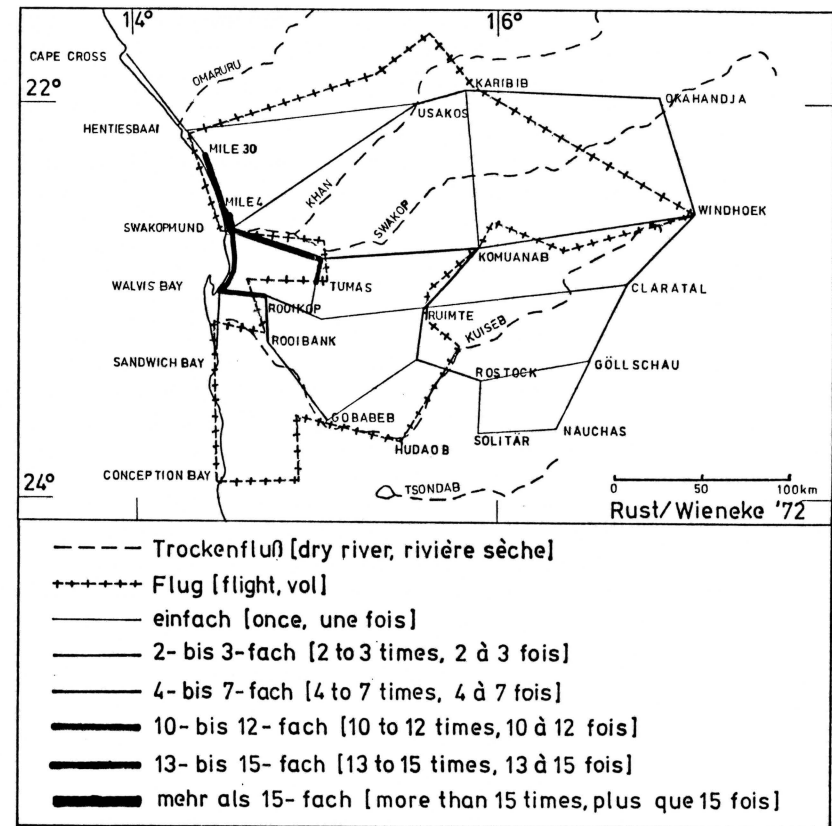 14°
16°
CAPE CROSS
OMARURU
22°
KARIBIB
OKAHANDJA
USAKOS
HENTIESBAAI
MILE 30
KHAN
MILE 4
SWAKOP
WINDHOEK
SWAKOPMUND
KOMUANAB
WALVIS BAY
TUMAS
CLARATAL
ROOIKOP
RUIMTE
KUISEB
ROOIBANK
SANDWICH BAY
ROSTOCK
GÖLLSCHAU
GOBABEB
NAUCHAS
SOLITÄR
HUDAOB
CONCEPTION BAY
TSONDAB
24°
0 50 100km
Rust/Wieneke '72
Trockenfluß [dry river, rivière sèche]
Flug [flight, vol]
einfach [once, une fois]
2- bis 3-fach [2 to 3 times, 2 à 3 fois]
4- bis 7-fach [4 to 7 times, 4 à 7 fois]
10- bis 12-fach [10 to 12 times, 10 à 12 fois]
13- bis 15-fach [13 to 15 times, 13 à 15 fois]
mehr als 15-fach [more than 15 times, plus que 15 fois]